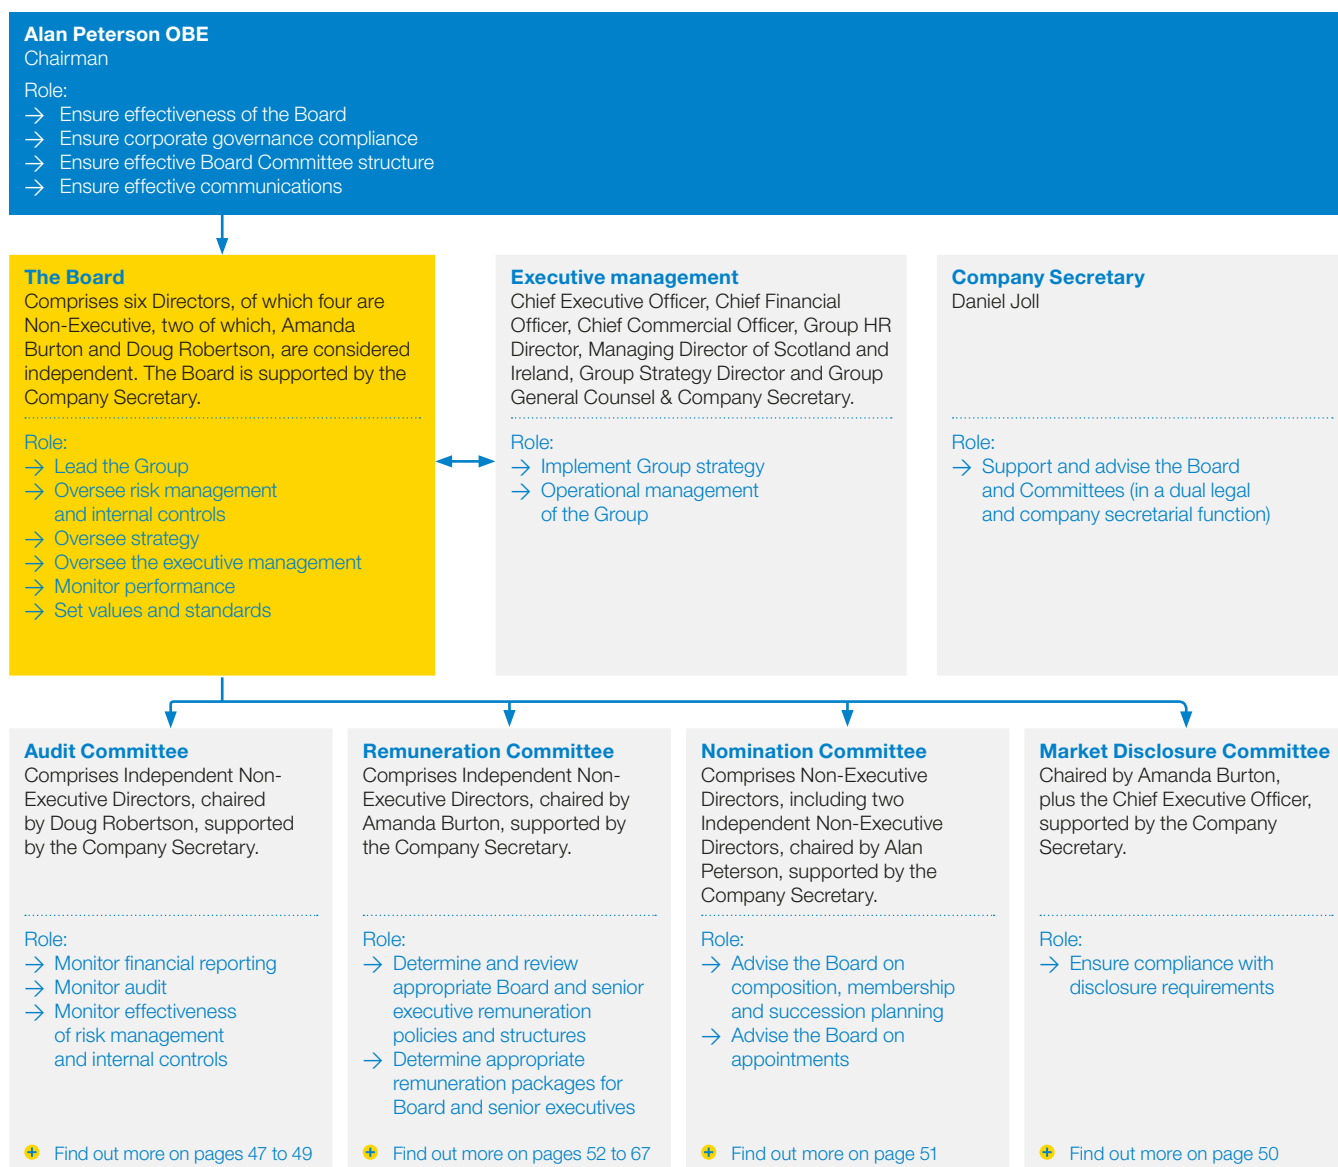 Alan Peterson OBE
Chairman
Role:
→ Ensure effectiveness of the Board
→ Ensure corporate governance compliance
→ Ensure effective Board Committee structure
→ Ensure effective communications
The Board
Comprises six Directors, of which four are
Non-Executive, two of which, Amanda
Burton and Doug Robertson, are considered
independent. The Board is supported by the
Company Secretary.
Role:
→ Lead the Group
→ Oversee risk management
and internal controls
→ Oversee strategy
→ Oversee the executive management
→ Monitor performance
→ Set values and standards
Executive management
Chief Executive Officer, Chief Financial
Officer, Chief Commercial Officer, Group HR
Director, Managing Director of Scotland and
Ireland, Group Strategy Director and Group
General Counsel & Company Secretary.
Role:
→ Implement Group strategy
→ Operational management
of the Group
Company Secretary
Daniel Joll
Role:
→ Support and advise the Board
and Committees (in a dual legal
and company secretarial function)
Audit Committee
Comprises Independent Non-
Executive Directors, chaired
by Doug Robertson, supported
by the Company Secretary.
Role:
→ Monitor financial reporting
→ Monitor audit
→ Monitor effectiveness
of risk management
and internal controls
Find out more on pages 47 to 49
Remuneration Committee
Comprises Independent Non-
Executive Directors, chaired by
Amanda Burton, supported by
the Company Secretary.
Role:
→ Determine and review
appropriate Board and senior
executive remuneration
policies and structures
→ Determine appropriate
remuneration packages for
Board and senior executives
Find out more on pages 52 to 67
Nomination Committee
Comprises Non-Executive
Directors, including two
Independent Non-Executive
Directors, chaired by Alan
Peterson, supported by the
Company Secretary.
Role:
→ Advise the Board on
composition, membership
and succession planning
→ Advise the Board on
appointments
Find out more on page 51
Market Disclosure Committee
Chaired by Amanda Burton,
plus the Chief Executive Officer,
supported by the Company
Secretary.
Role:
→ Ensure compliance with
disclosure requirements
Find out more on page 50